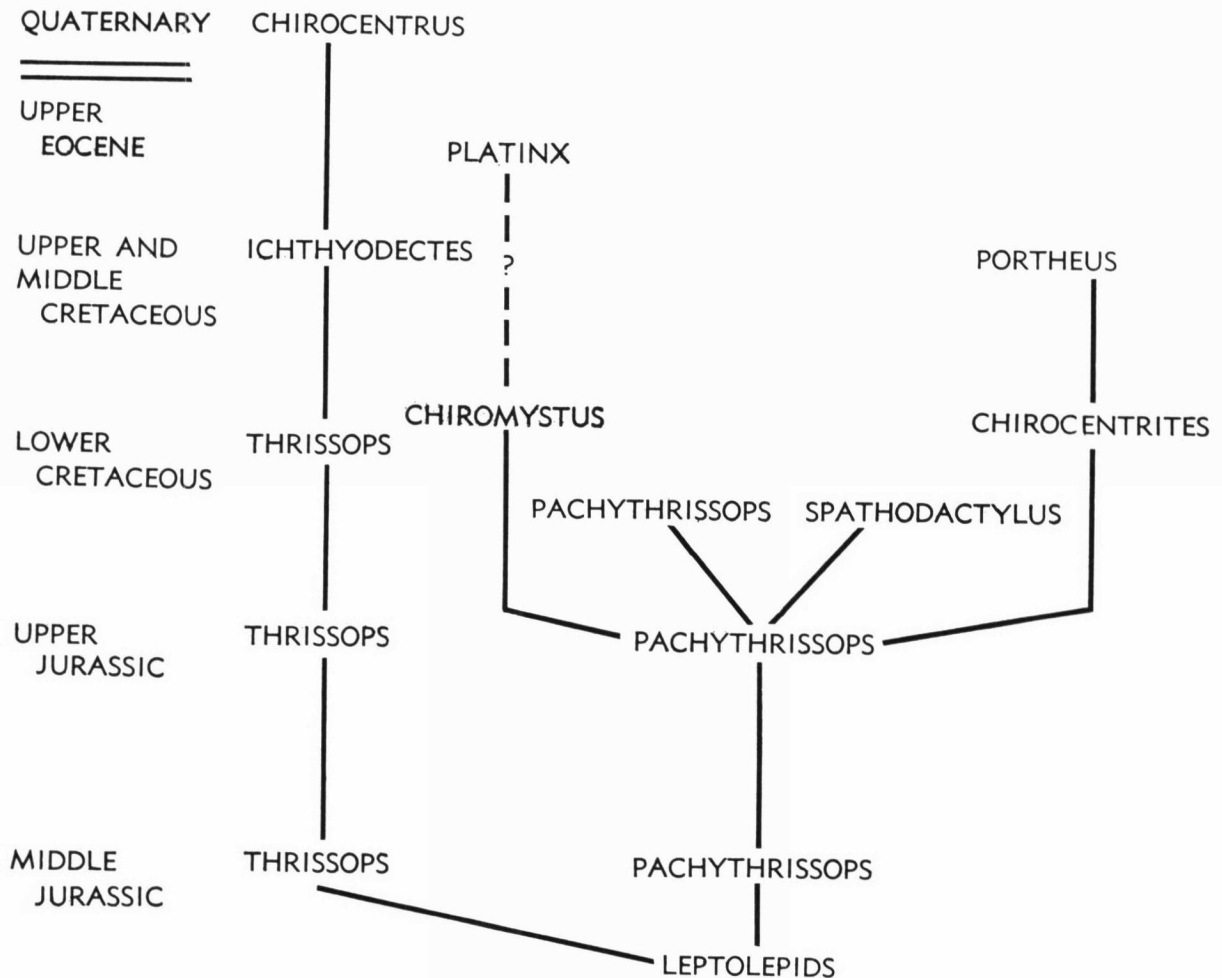 QUATERNARY CHIROCENTRUS
UPPER
EOCENE
PLATINX
UPPER AND
MIDDLE
CRETACEOUS
ICHTHYODECTES
?
PORTHEUS
CHIROMYSTUS
CHIROCENTRITES
LOWER
CRETACEOUS
THRISSOPS
PACHYTHRISSOPS SPATHODACTYLUS
UPPER
JURASSIC
THRISSOPS
PACHYTHRISSOPS
MIDDLE
JURASSIC
THRISSOPS
PACHYTHRISSOPS
LEPTOLEPIDS